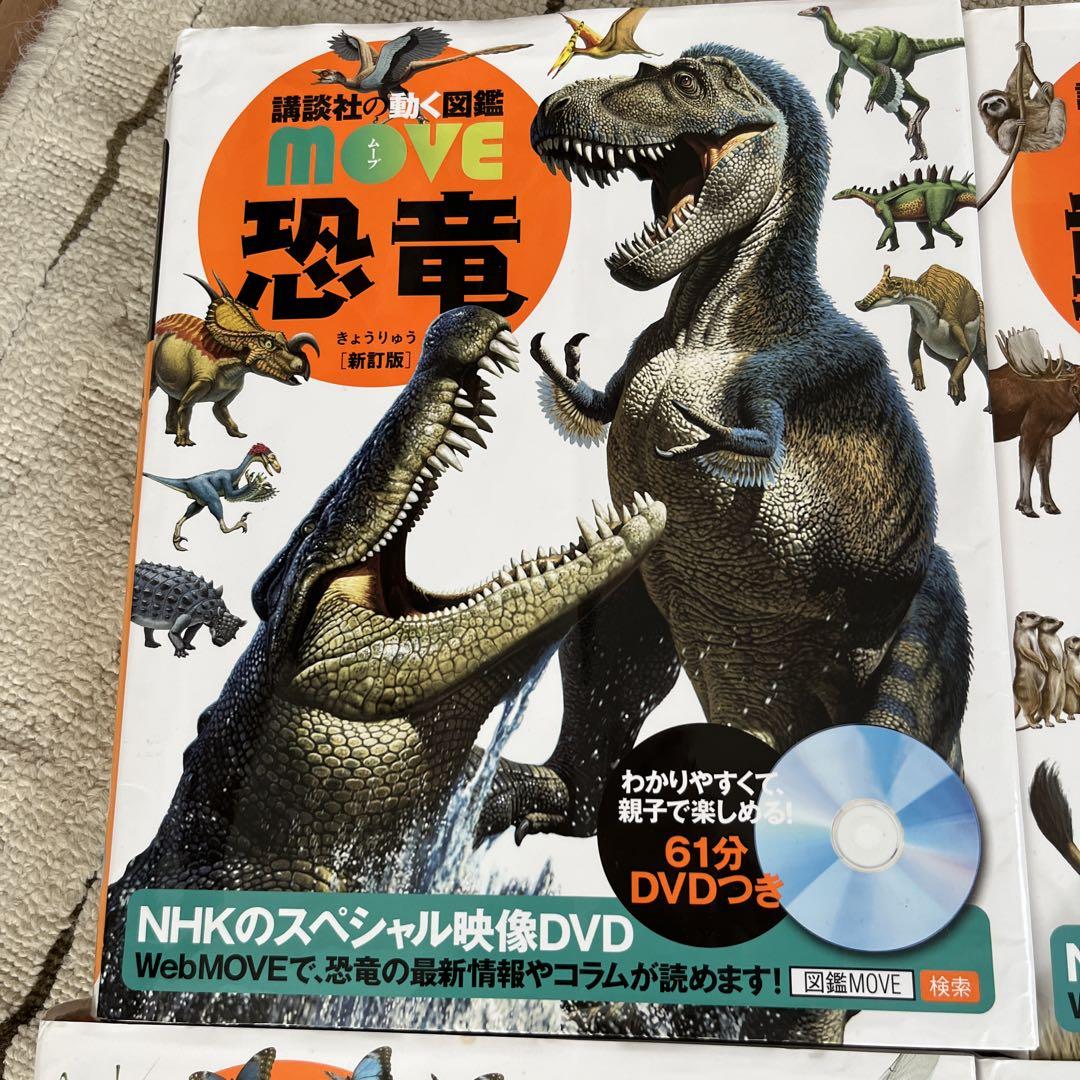 講談社の動く図鑑
MOVE
ムーブ
恐竜
きょうりゅう
[新訂版]
わかりやすくて、
親子で楽しめる!
61分
DVDつき
NHKのスペシャル映像DVD
WebMOVEで、恐竜の最新情報やコラムが読めます! 図鑑MOVE 検索